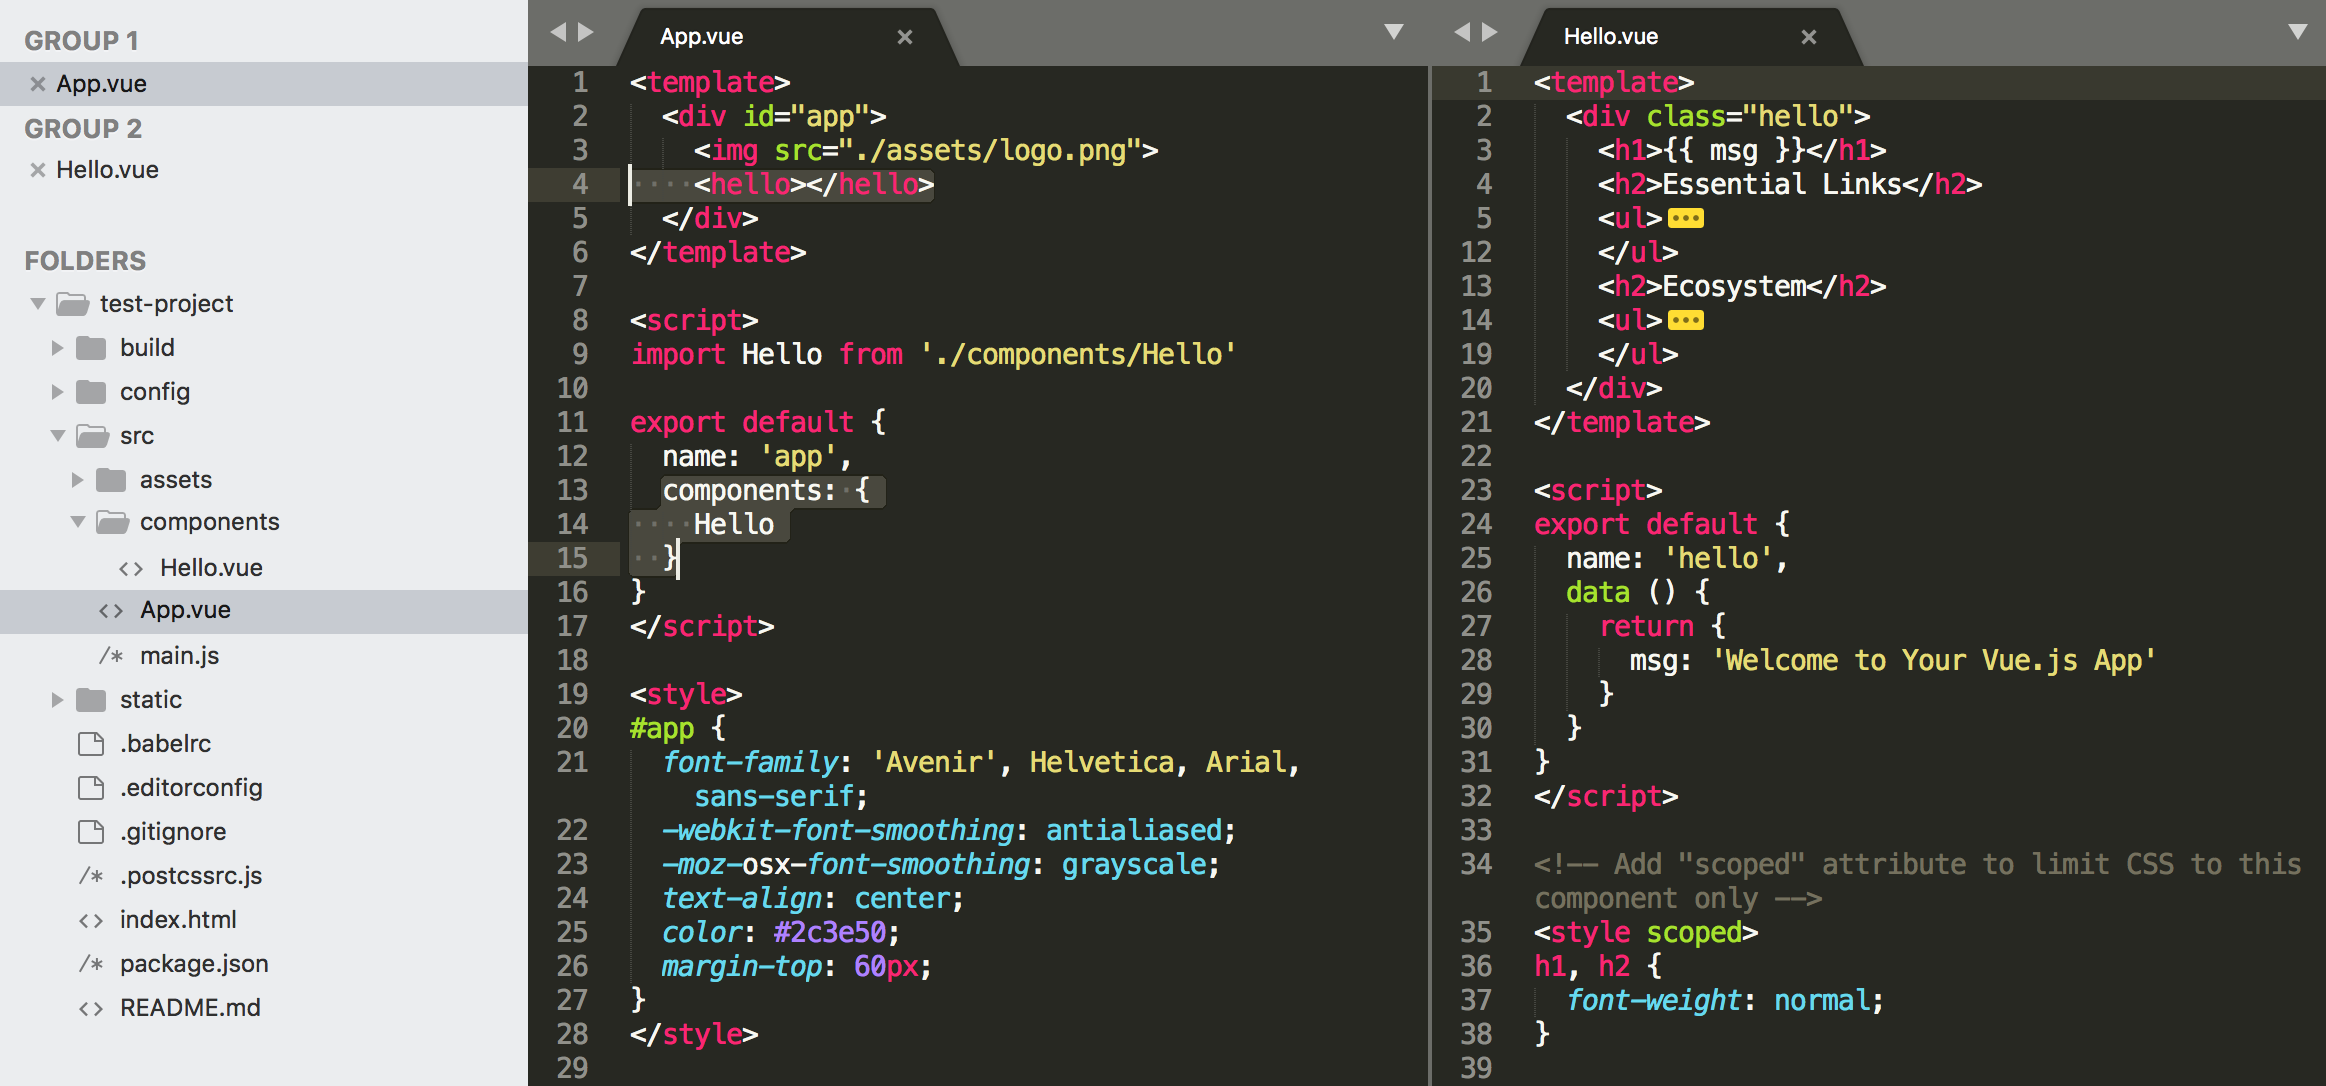 GROUP 1
App.vue
GROUP 2
Hello.vue
FOLDERS
test-project
build
config
src
assets
components
<> Hello.vue
<> App.vue
/* main.js
static
.babelrc
.editorconfig
.gitignore
/* .postcssrc.js
<> index.html
/* package.json
<> README.md
App.vue
1 <template>
2 <div id="app">
3 <img src="./assets/logo.png">
4 ····<hello></hello>
5 </div>
6 </template>
7
8 <script>
9 import Hello from './components/Hello'
10
11 export default {
12 name: 'app',
13 components:·{
14 ····Hello
15 ··}
16 }
17 </script>
18
19 <style>
20 #app {
21 font-family: 'Avenir', Helvetica, Arial,
sans-serif;
22 -webkit-font-smoothing: antialiased;
23 -moz-osx-font-smoothing: grayscale;
24 text-align: center;
25 color: #2c3e50;
26 margin-top: 60px;
27 }
28 </style>
29
Hello.vue
1 <template>
2 <div class="hello">
3 <h1>{{ msg }}</h1>
4 <h2>Essential Links</h2>
5 <ul>
12 </ul>
13 <h2>Ecosystem</h2>
14 <ul>
19 </ul>
20 </div>
21 </template>
22
23 <script>
24 export default {
25 name: 'hello',
26 data () {
27 return {
28 msg: 'Welcome to Your Vue.js App'
29 }
30 }
31 }
32 </script>
33
34 <!-- Add "scoped" attribute to limit CSS to this
component only -->
35 <style scoped>
36 h1, h2 {
37 font-weight: normal;
38 }
39